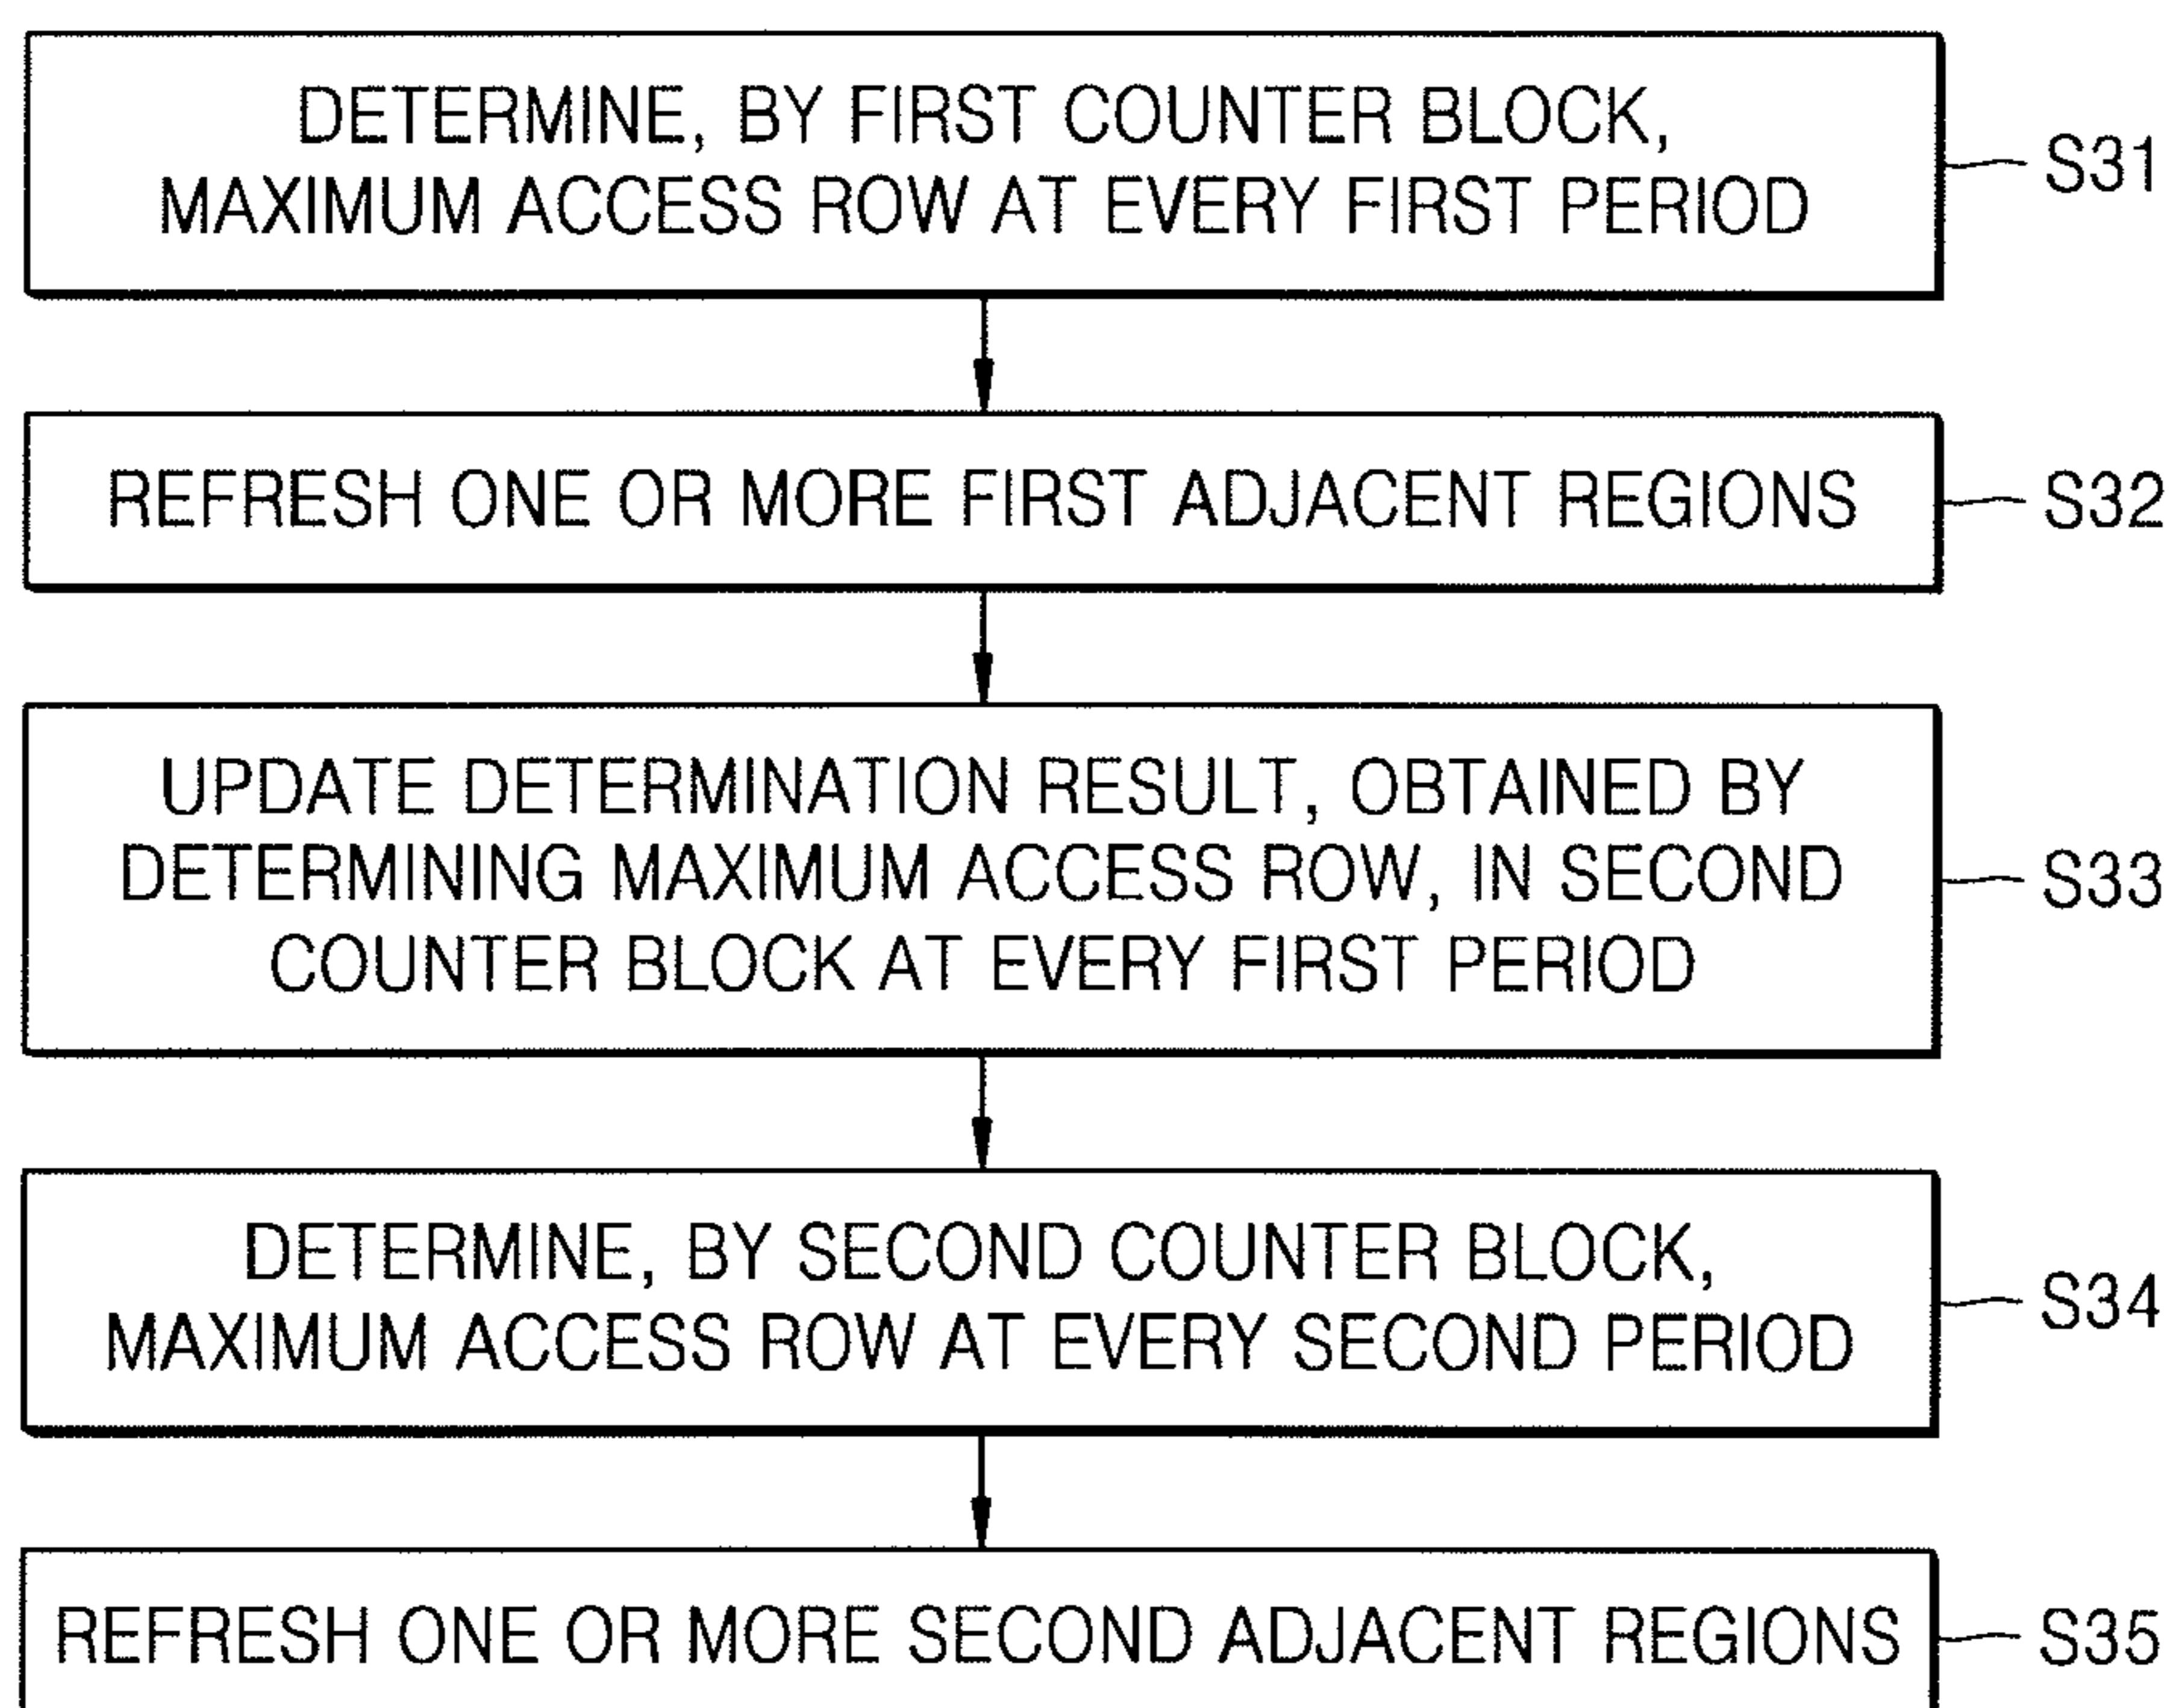 DETERMINE, BY FIRST COUNTER BLOCK,
MAXIMUM ACCESS ROW AT EVERY FIRST PERIOD
S31
REFRESH ONE OR MORE FIRST ADJACENT REGIONS
S32
UPDATE DETERMINATION RESULT, OBTAINED BY
DETERMINING MAXIMUM ACCESS ROW, IN SECOND
COUNTER BLOCK AT EVERY FIRST PERIOD
S33
DETERMINE, BY SECOND COUNTER BLOCK,
MAXIMUM ACCESS ROW AT EVERY SECOND PERIOD
S34
REFRESH ONE OR MORE SECOND ADJACENT REGIONS
S35